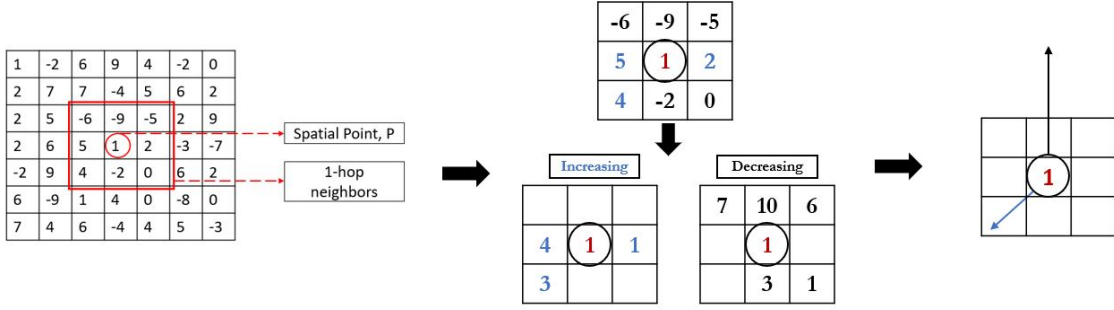 1 -2 6 9 4 -2 0
2 7 7 -4 5 6 2
2 5 -6 -9 -5 2 9
2 6 5 1 2 -3 -7
-2 9 4 -2 0 6 2
6 -9 1 4 0 -8 0
7 4 6 -4 4 5 -3
Spatial Point, P
1-hop
neighbors
-6 -9 -5
5 1 2
4 -2 0
Increasing
4 1 1
3
Decreasing
7 10 6
1
3 1
1